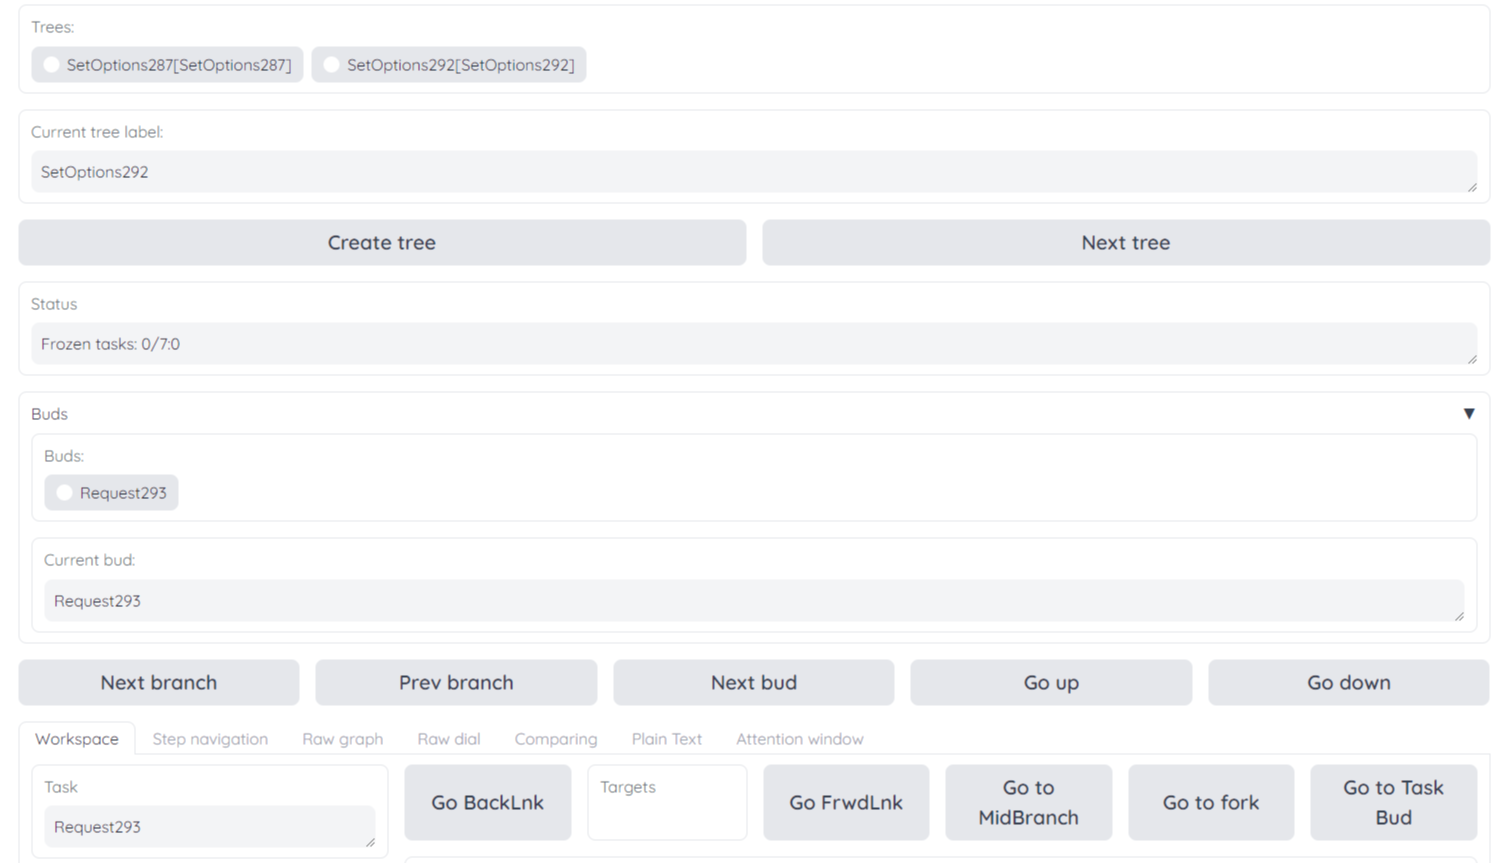 Trees:
SetOptions287[SetOptions287] SetOptions292[SetOptions292]
Current tree label:
SetOptions292
Create tree Next tree
Status
Frozen tasks: 0/7:0
Buds
Buds:
Request293
Current bud:
Request293
Next branch Prev branch Next bud Go up Go down
Workspace Step navigation Raw graph Raw dial Comparing Plain Text Attention window
Task
Request293
Go BackLnk
Targets
Go FrwdLnk
Go to
MidBranch
Go to fork
Go to Task
Bud